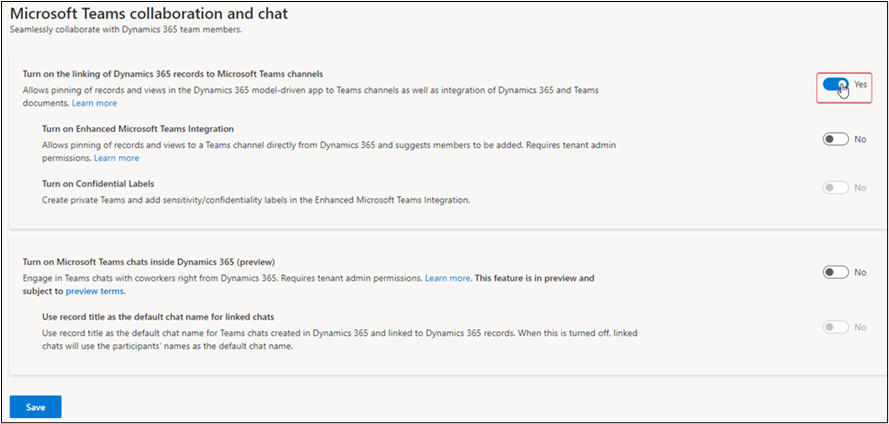 Microsoft Teams collaboration and chat
Seamlessly collaborate with Dynamics 365 team members.
Turn on the linking of Dynamics 365 records to Microsoft Teams channels
Allows pinning of records and views in the Dynamics 365 model-driven app to Teams channels as well as integration of Dynamics 365 and Teams
documents. Learn more
Yes
Turn on Enhanced Microsoft Teams Integration
Allows pinning of records and views to a Teams channel directly from Dynamics 365 and suggests members to be added. Requires tenant admin
permissions. Learn more
No
Turn on Confidential Labels
Create private Teams and add sensitivity/confidentiality labels in the Enhanced Microsoft Teams Integration.
No
Turn on Microsoft Teams chats inside Dynamics 365 (preview)
Engage in Teams chats with coworkers right from Dynamics 365. Requires tenant admin permissions. Learn more. This feature is in preview and
subject to preview terms.
No
Use record title as the default chat name for linked chats
Use record title as the default chat name for Teams chats created in Dynamics 365 and linked to Dynamics 365 records. When this is turned off, linked
chats will use the participants' names as the default chat name.
No
Save